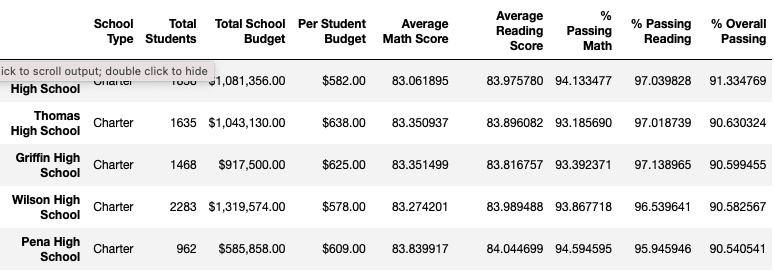 School Type Total Students Total School Budget Per Student Budget Average Math Score Average Reading Score % Passing Math % Passing Reading % Overall Passing
ick to scroll output; double click to hide
High School Charter 1858 $1,081,356.00 $582.00 83.061895 83.975780 94.133477 97.039828 91.334769
Thomas High School Charter 1635 $1,043,130.00 $638.00 83.350937 83.896082 93.185690 97.018739 90.630324
Griffin High School Charter 1468 $917,500.00 $625.00 83.351499 83.816757 93.392371 97.138965 90.599455
Wilson High School Charter 2283 $1,319,574.00 $578.00 83.274201 83.989488 93.867718 96.539641 90.582567
Pena High School Charter 962 $585,858.00 $609.00 83.839917 84.044699 94.594595 95.945946 90.540541